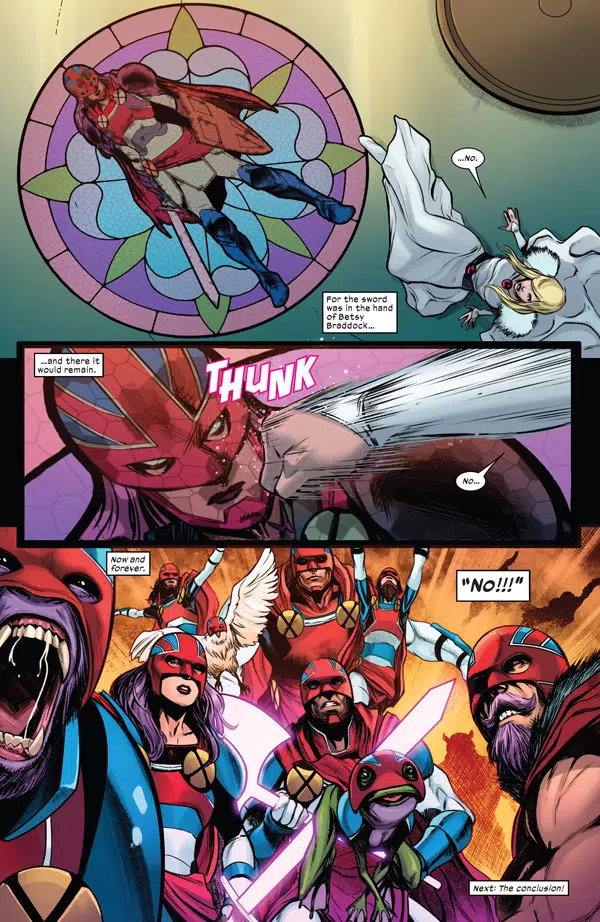 ...No.
For the sword
was in the hand
of Betsy
Braddock...
...and there it
would remain.
THUNK
No...
Now and
forever.
"NO!!!"
Next: The conclusion!